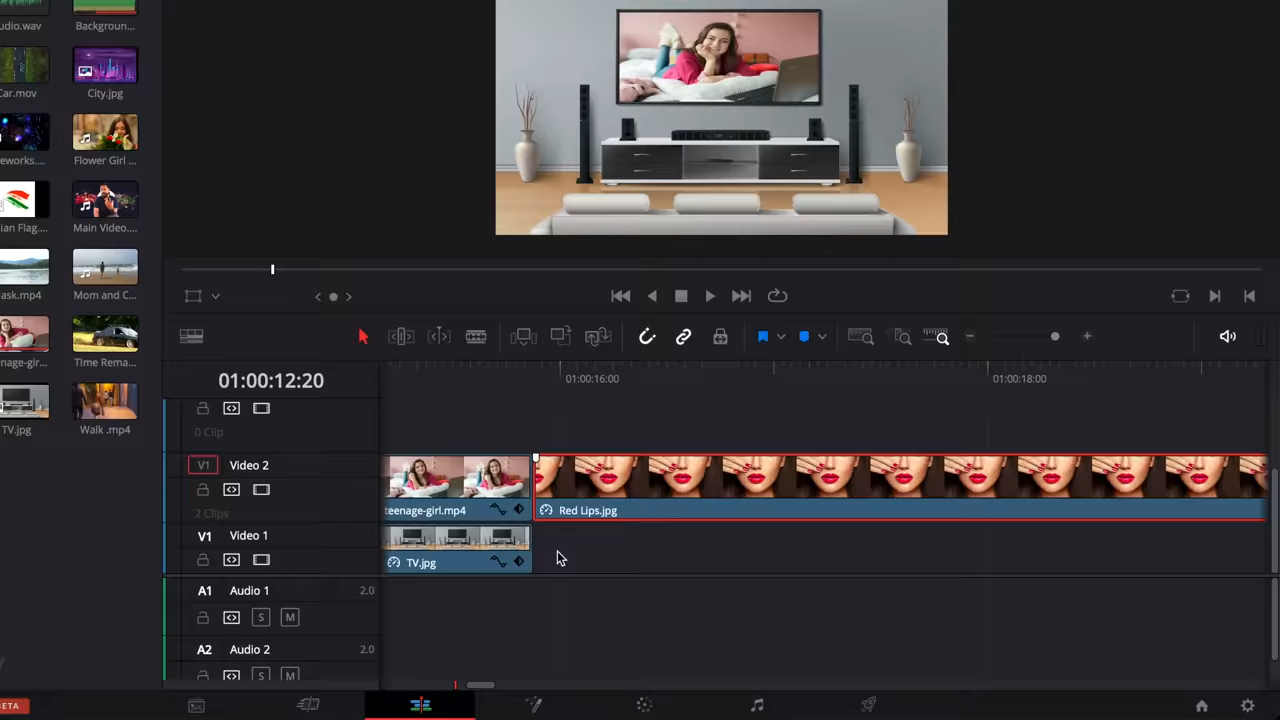 udio.wav
Backgroun...
Car.mov
City.jpg
eworks....
Flower Girl ...
ian Flag....
Main Video....
ask.mp4
Mom and C...
nage-gir...
Time Rema...
TV.jpg
Walk .mp4
01:00:12:20
01:00:16:00
01:00:18:00
0 Clip
V1
Video 2
2 Clips
teenage-girl.mp4
Red Lips.jpg
V1
Video 1
TV.jpg
A1
Audio 1
2.0
S
M
A2
Audio 2
2.0
S
M
BETA